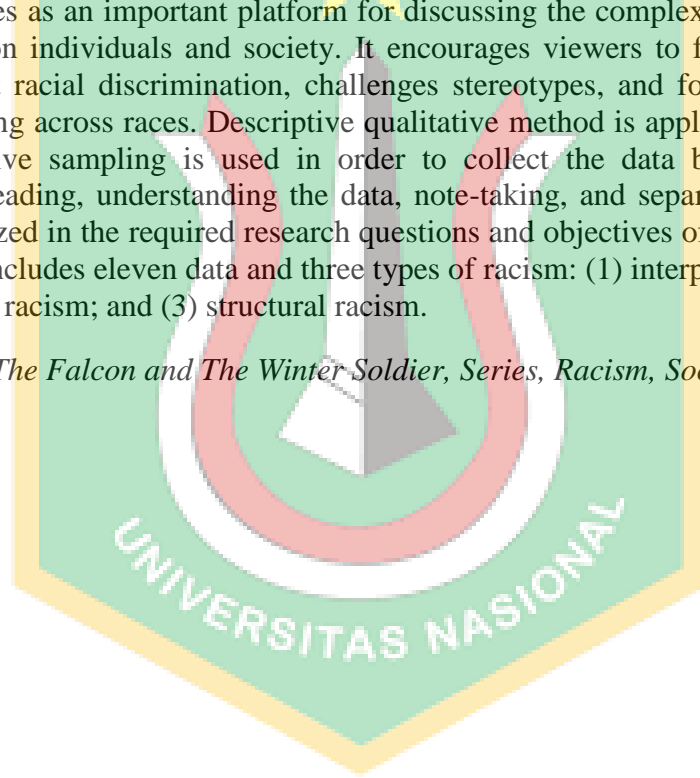 es as an important platform for discussing the complex
on individuals and society. It encourages viewers to f
racial discrimination, challenges stereotypes, and fo
ng across races. Descriptive qualitative method is appl
ive sampling is used in order to collect the data b
eading, understanding the data, note-taking, and separ
zed in the required research questions and objectives of
ncludes eleven data and three types of racism: (1) interp
racism; and (3) structural racism.
The Falcon and The Winter Soldier, Series, Racism, Soc
UNIVERSITAS NASIONAL